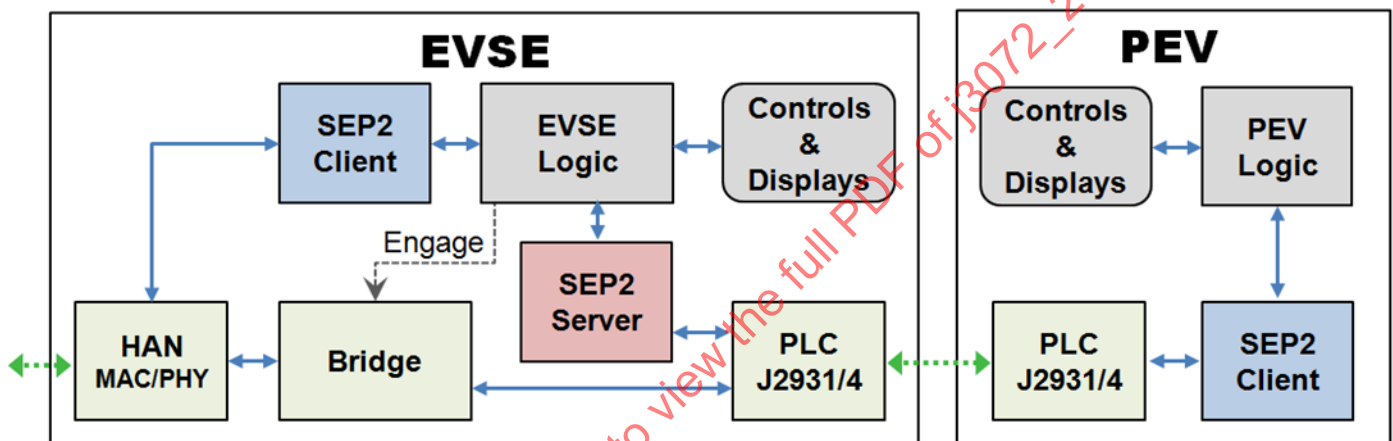 EVSE
PEV
SEP2
Client
EVSE
Logic
Controls
&
Displays
Controls
&
Displays
PEV
Logic
Engage
SEP2
Server
HAN
MAC/PHY
Bridge
PLC
J2931/4
PLC
J2931/4
SEP2
Client
to view the full PDF of j3072_2